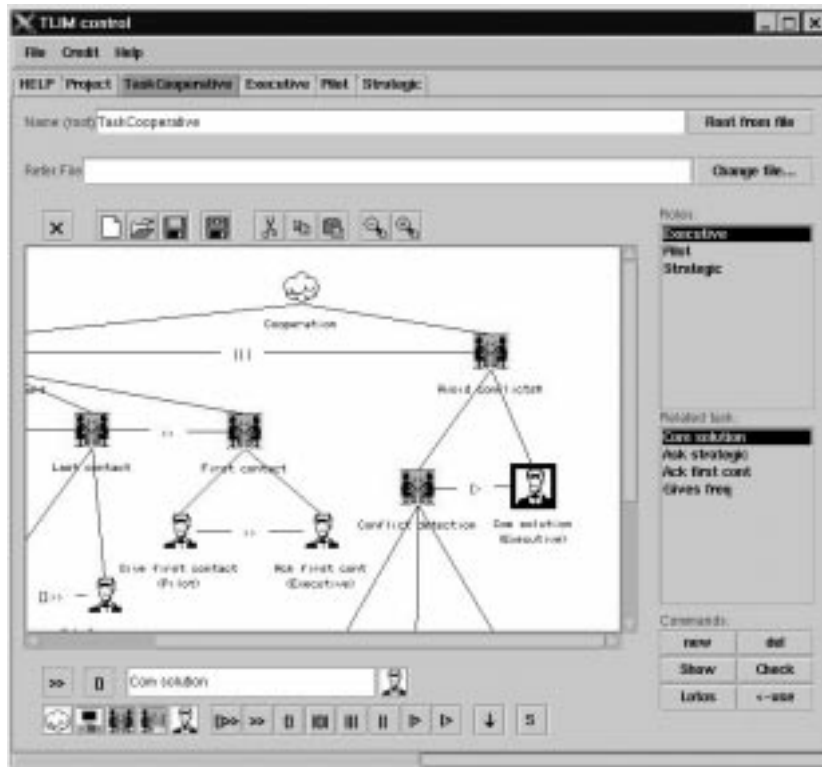 TLIM control
File Credit Help
HELP Project TaskCooperative Executive Pilot Strategic
Name (root) TaskCooperative Root from file
Refer File Change file...
Roles:
Executive
Pilot
Strategic
Cooperation
|||
Avoid conflicts
>>
Last contact First contact
[>
Conflict detection Com solution
(Executive)
>>
Give first contact Ack first cont
(Pilot) (Executive)
[]>>
Related task:
Com solution
Ask strategic
Ack first cont
Gives freq
Commands:
new del
Show Check
Lotos <-use
>> [] Com solution
[]>> >> [] |[]| ||| || |> [> S